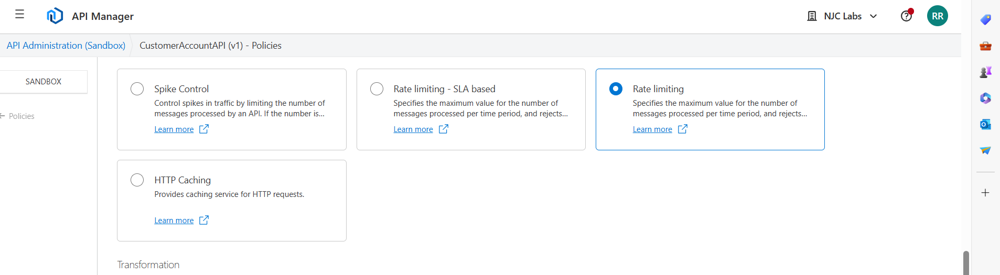 API Manager
NJC Labs
RR
API Administration (Sandbox)
CustomerAccountAPI (v1) - Policies
SANDBOX
Policies
Spike Control
Control spikes in traffic by limiting the number of
messages processed by an API. If the number is...
Learn more
Rate limiting - SLA based
Specifies the maximum value for the number of
messages processed per time period, and rejects...
Learn more
Rate limiting
Specifies the maximum value for the number of
messages processed per time period, and rejects...
Learn more
HTTP Caching
Provides caching service for HTTP requests.
Learn more
Transformation